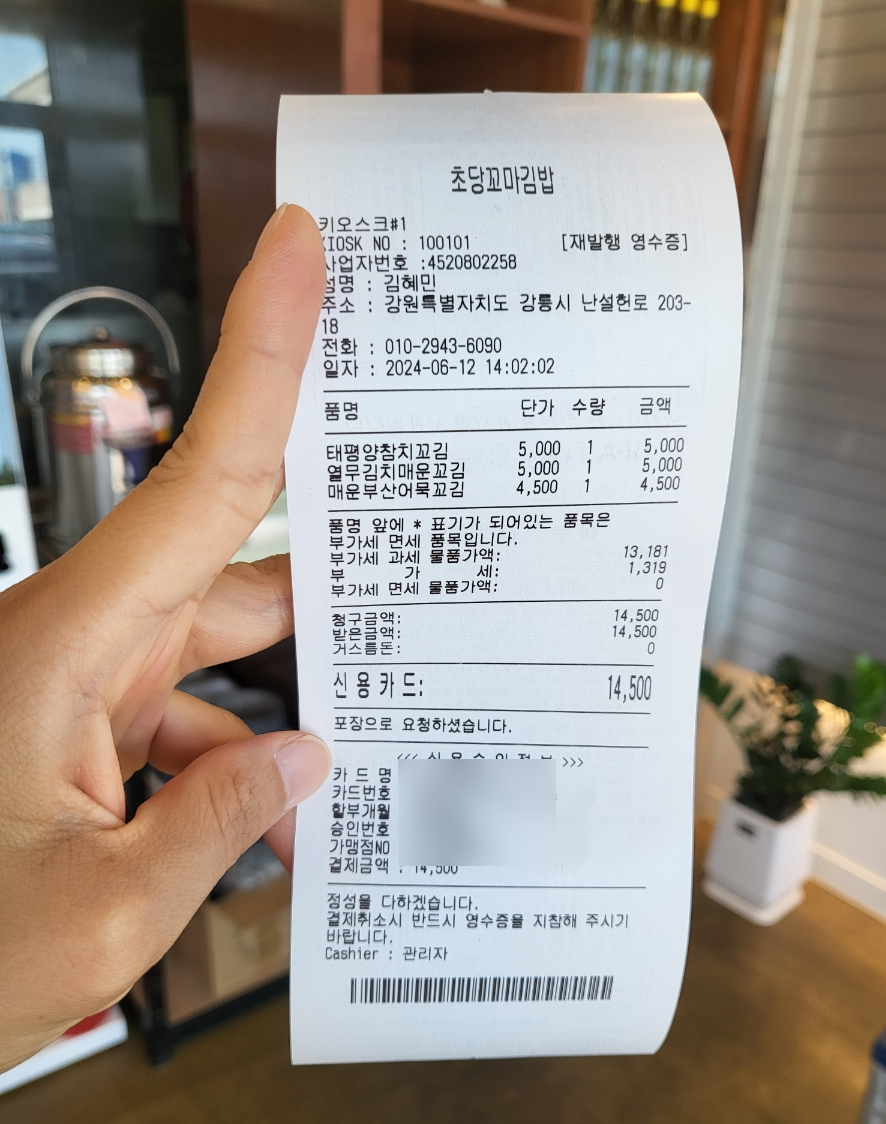 초당꼬마김밥
키오스크#1
KIOSK NO : 100101 [재발행 영수증]
사업자번호 :4520802258
성명 : 김혜민
주소 : 강원특별자치도 강릉시 난설헌로 203-
18
전화 : 010-2943-6090
일자 : 2024-06-12 14:02:02
품명 단가 수량 금액
태평양참치꼬김 5,000 1 5,000
열무김치매운꼬김 5,000 1 5,000
매운부산어묵꼬김 4,500 1 4,500
품명 앞에 * 표기가 되어있는 품목은
부가세 면세 품목입니다.
부가세 과세 물품가액: 13,181
부 가 세: 1,319
부가세 면세 물품가액: 0
청구금액: 14,500
받은금액: 14,500
거스름돈: 0
신용카드: 14,500
포장으로 요청하셨습니다.
<<< 신 용 승 인 정 보 >>>
카 드 명
카드번호
할부개월
승인번호
가맹점NO
결제금액 : 14,500
정성을 다하겠습니다.
결제취소시 반드시 영수증을 지참해 주시기
바랍니다.
Cashier : 관리자